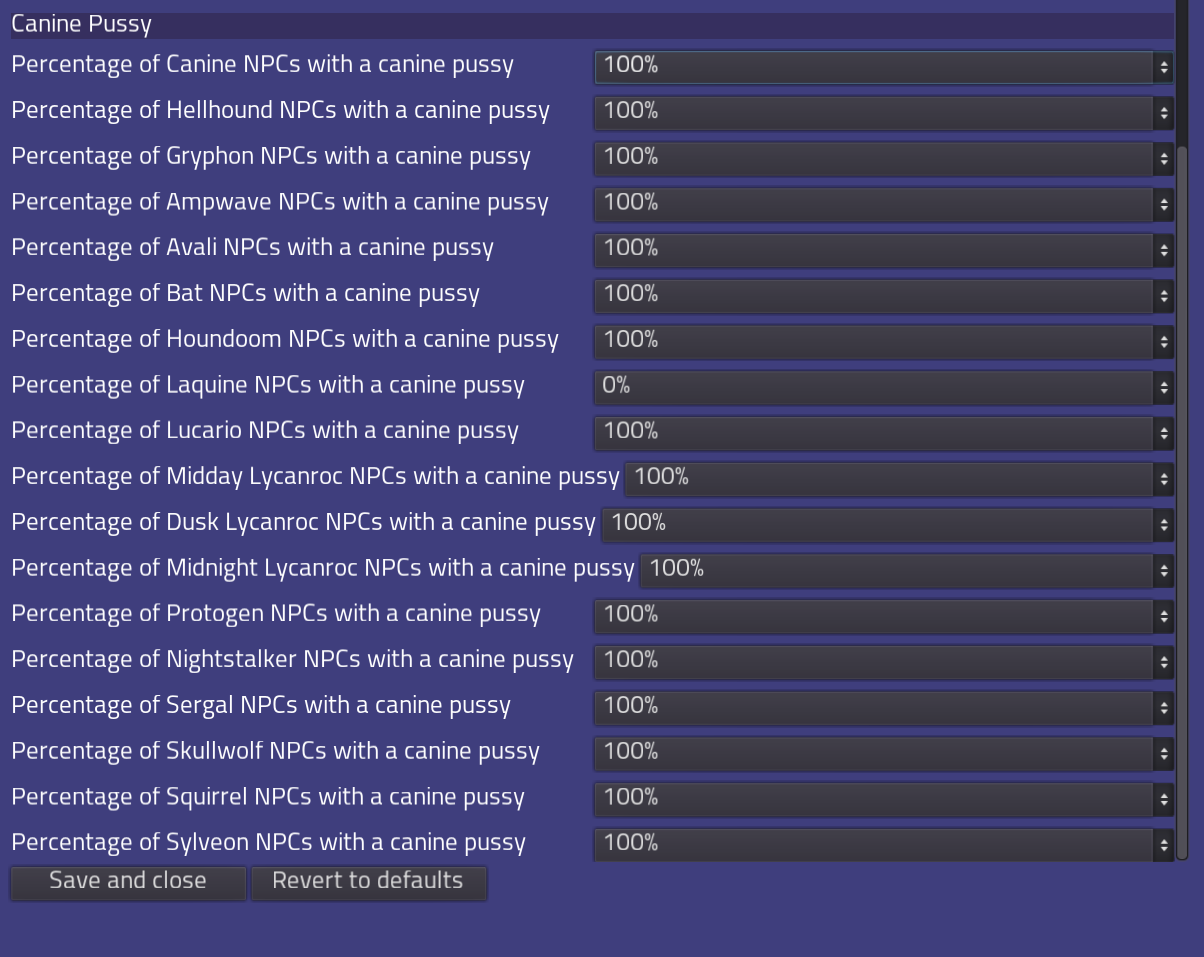 Canine Pussy
Percentage of Canine NPCs with a canine pussy 100%
Percentage of Hellhound NPCs with a canine pussy 100%
Percentage of Gryphon NPCs with a canine pussy 100%
Percentage of Ampwave NPCs with a canine pussy 100%
Percentage of Avali NPCs with a canine pussy 100%
Percentage of Bat NPCs with a canine pussy 100%
Percentage of Houndoom NPCs with a canine pussy 100%
Percentage of Laquine NPCs with a canine pussy 0%
Percentage of Lucario NPCs with a canine pussy 100%
Percentage of Midday Lycanroc NPCs with a canine pussy 100%
Percentage of Dusk Lycanroc NPCs with a canine pussy 100%
Percentage of Midnight Lycanroc NPCs with a canine pussy 100%
Percentage of Protogen NPCs with a canine pussy 100%
Percentage of Nightstalker NPCs with a canine pussy 100%
Percentage of Sergal NPCs with a canine pussy 100%
Percentage of Skullwolf NPCs with a canine pussy 100%
Percentage of Squirrel NPCs with a canine pussy 100%
Percentage of Sylveon NPCs with a canine pussy 100%
Save and close Revert to defaults